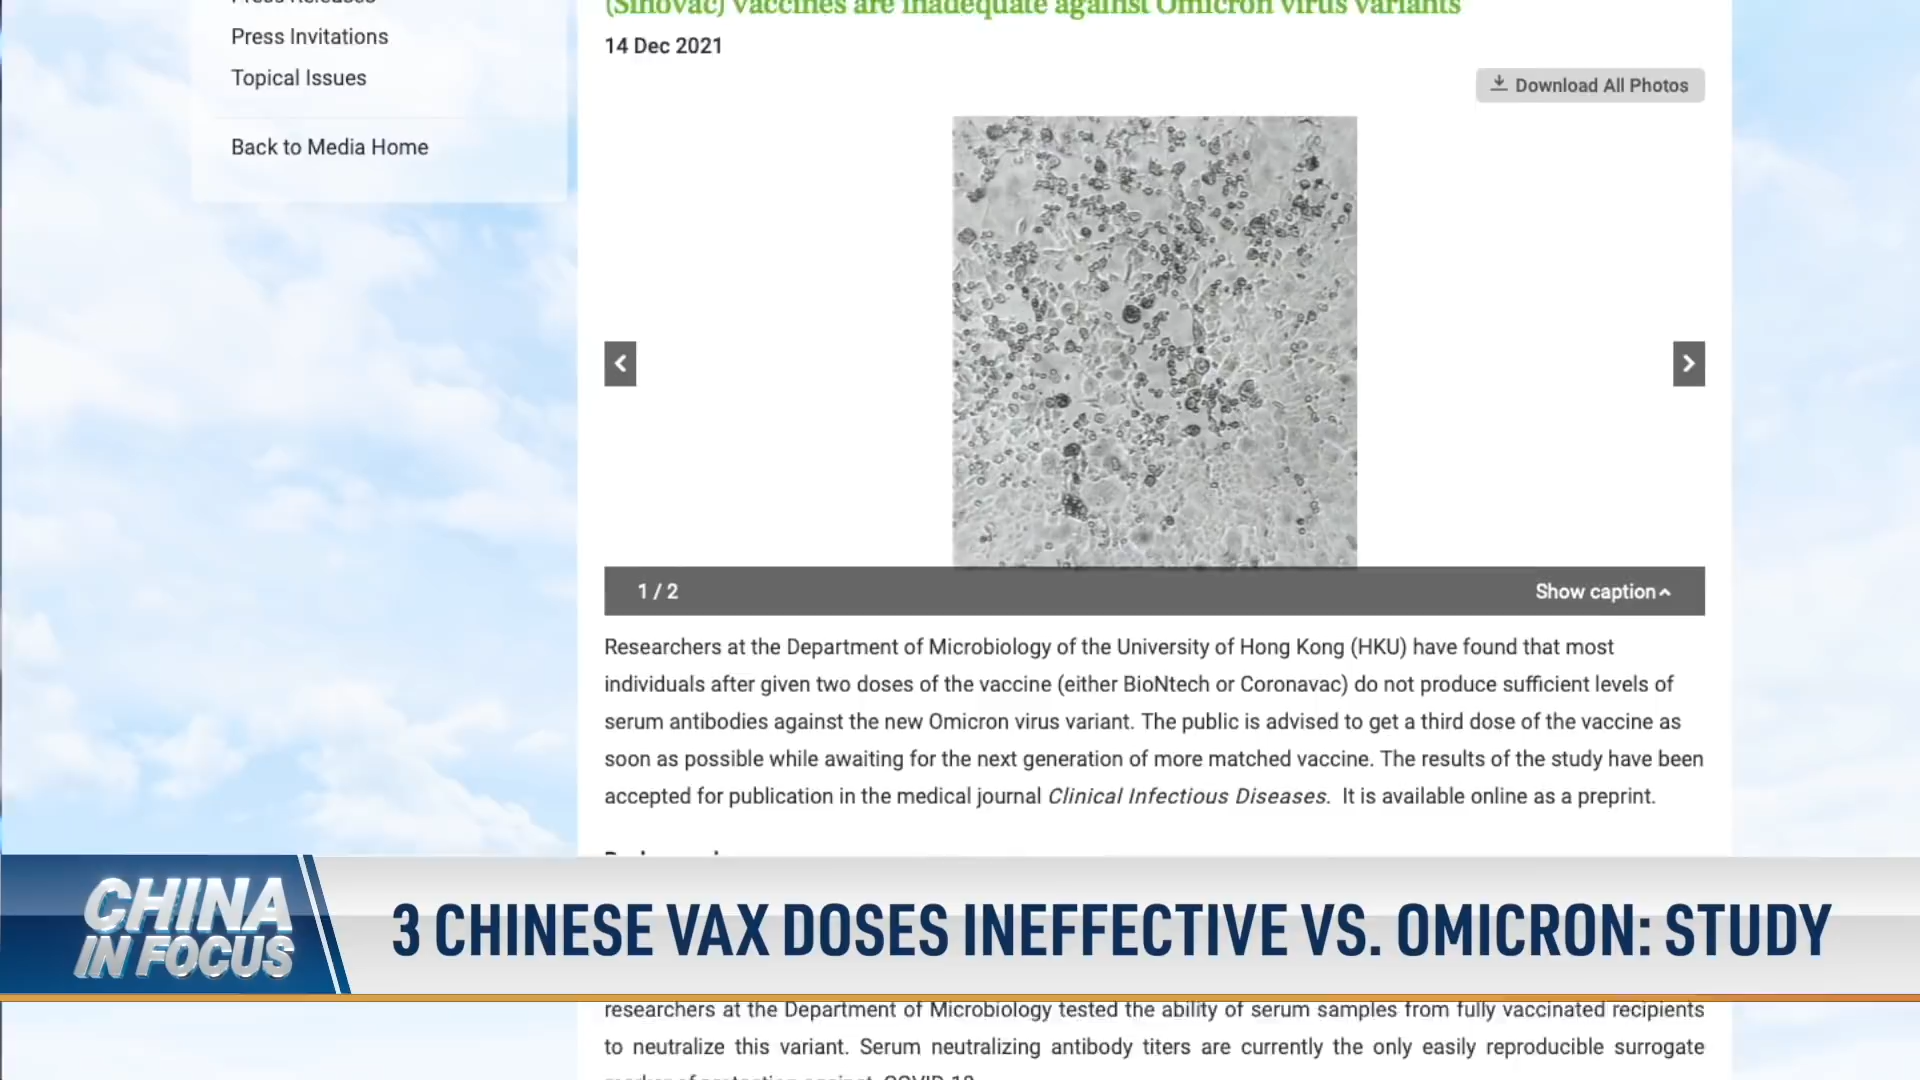 (Sinovac) vaccines are inadequate against Omicron virus variants
Press Invitations
14 Dec 2021
Topical Issues
Download All Photos
Back to Media Home
1 / 2
Show caption
Researchers at the Department of Microbiology of the University of Hong Kong (HKU) have found that most
individuals after given two doses of the vaccine (either BioNtech or Coronavac) do not produce sufficient levels of
serum antibodies against the new Omicron virus variant. The public is advised to get a third dose of the vaccine as
soon as possible while awaiting for the next generation of more matched vaccine. The results of the study have been
accepted for publication in the medical journal Clinical Infectious Diseases. It is available online as a preprint.
CHINA
IN FOCUS
3 CHINESE VAX DOSES INEFFECTIVE VS. OMICRON: STUDY
researchers at the Department of Microbiology tested the ability of serum samples from fully vaccinated recipients
to neutralize this variant. Serum neutralizing antibody titers are currently the only easily reproducible surrogate